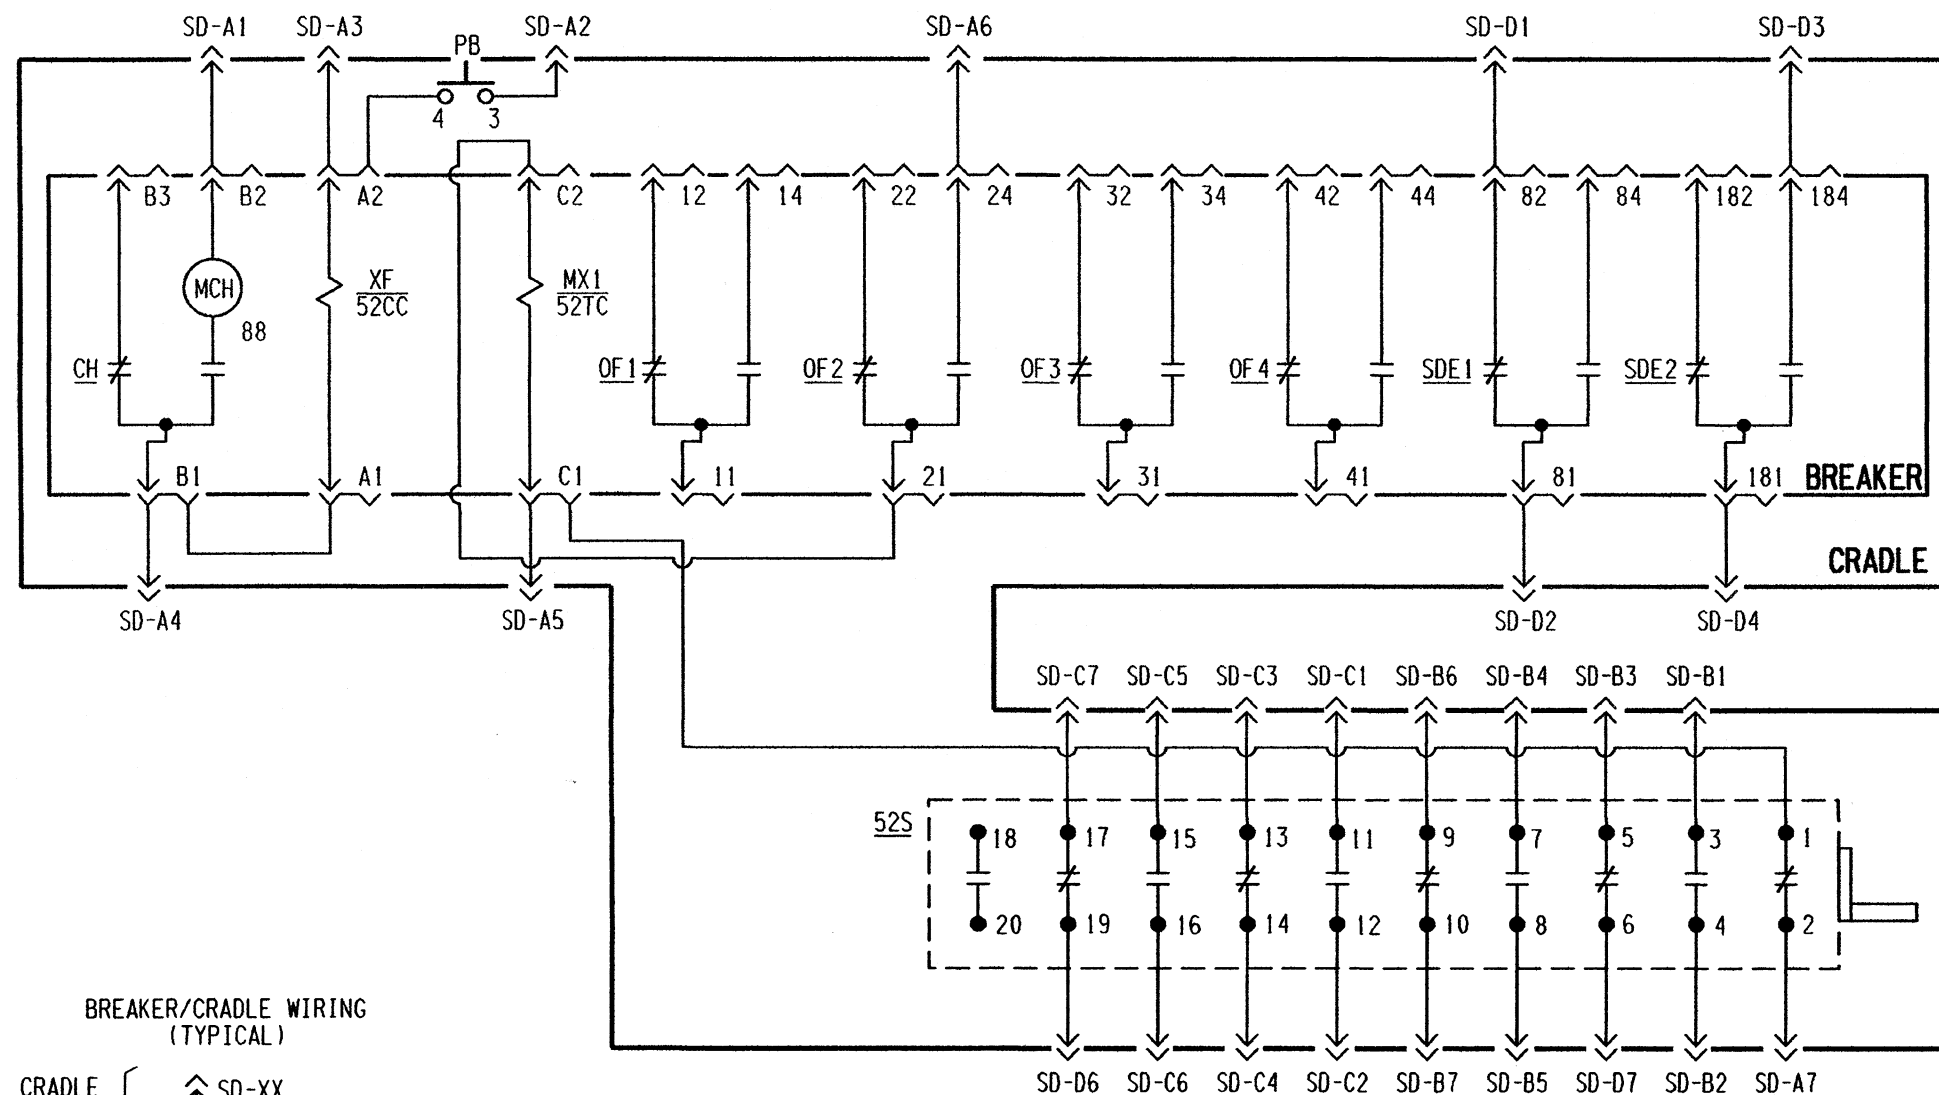 SD-A1 SD-A3 SD-A2 SD-A6 SD-D1 SD-D3
PB
4 3
B3 B2 A2 C2 12 14 22 24 32 34 42 44 82 84 182 184
MCH
88
XF
52CC
MX1
52TC
CH OF1 OF2 OF3 OF4 SDE1 SDE2
B1 A1 C1 11 21 31 41 81 181 BREAKER
CRADLE
SD-A4 SD-A5 SD-D2 SD-D4
SD-C7 SD-C5 SD-C3 SD-C1 SD-B6 SD-B4 SD-B3 SD-B1
52S
18 17 15 13 11 9 7 5 3 1
20 19 16 14 12 10 8 6 4 2
SD-D6 SD-C6 SD-C4 SD-C2 SD-B7 SD-B5 SD-D7 SD-B2 SD-A7
BREAKER/CRADLE WIRING
(TYPICAL)
CRADLE SD-XX